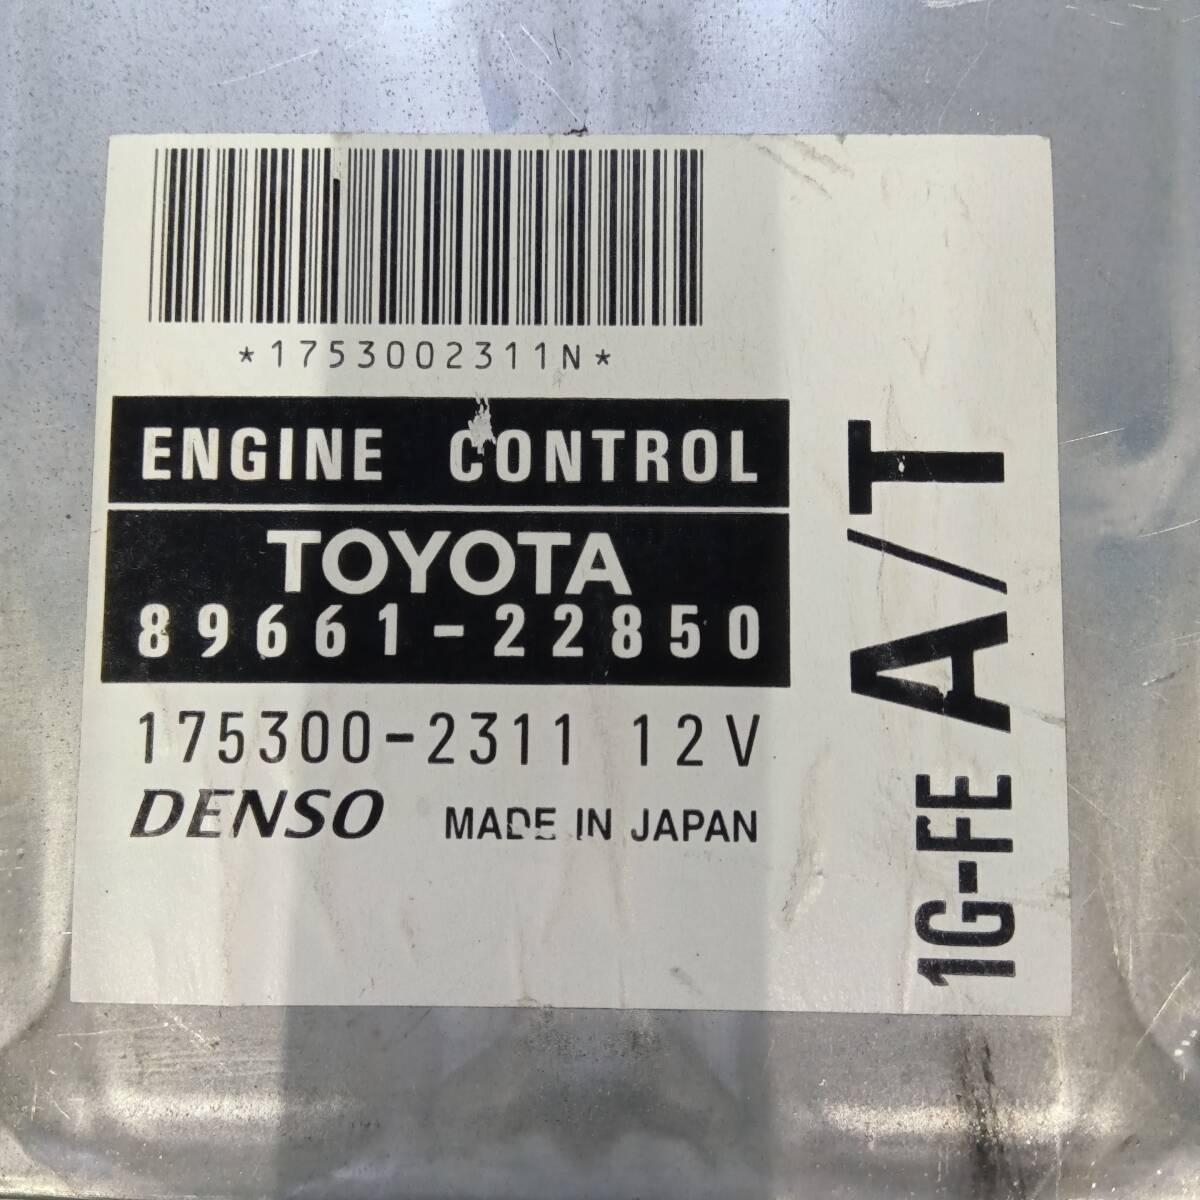 *1753002311N*
ENGINE CONTROL
TOYOTA
89661-22850
175300-2311 12V
DENSO MADE IN JAPAN
1G-FE A/T